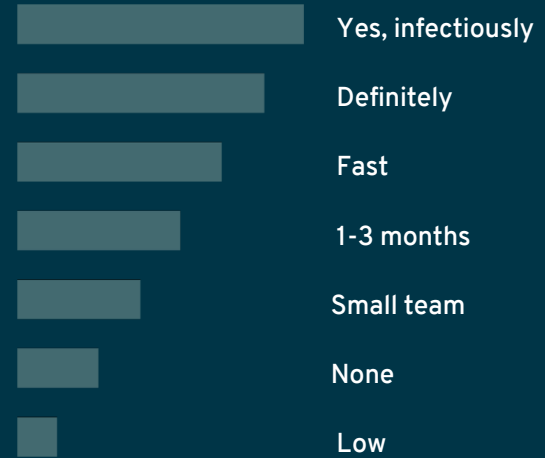 Yes, infectiously
Definitely
Fast
1-3 months
Small team
None
Low